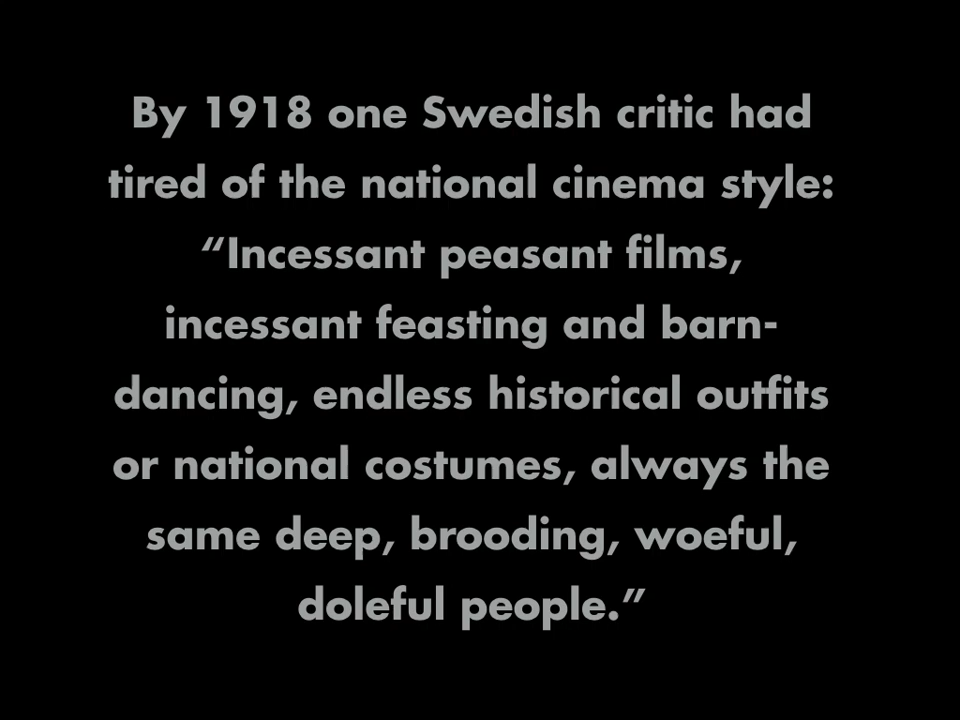 By 1918 one Swedish critic had
tired of the national cinema style:
“Incessant peasant films,
incessant feasting and barn-
dancing, endless historical outfits
or national costumes, always the
same deep, brooding, woeful,
doleful people.”